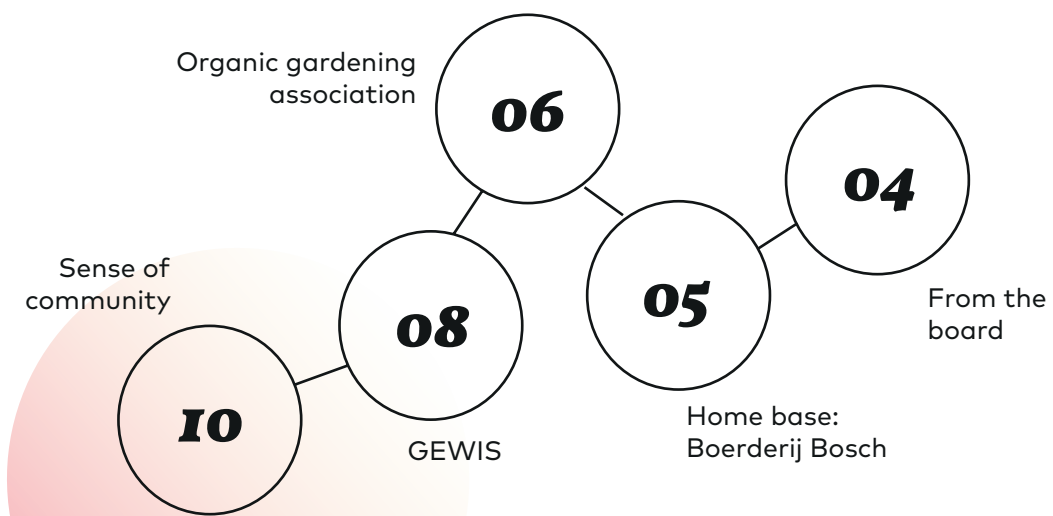 Organic gardening
association
06
04
Sense of
community
08
05
From the
board
10
GEWIS
Home base:
Boerderij Bosch